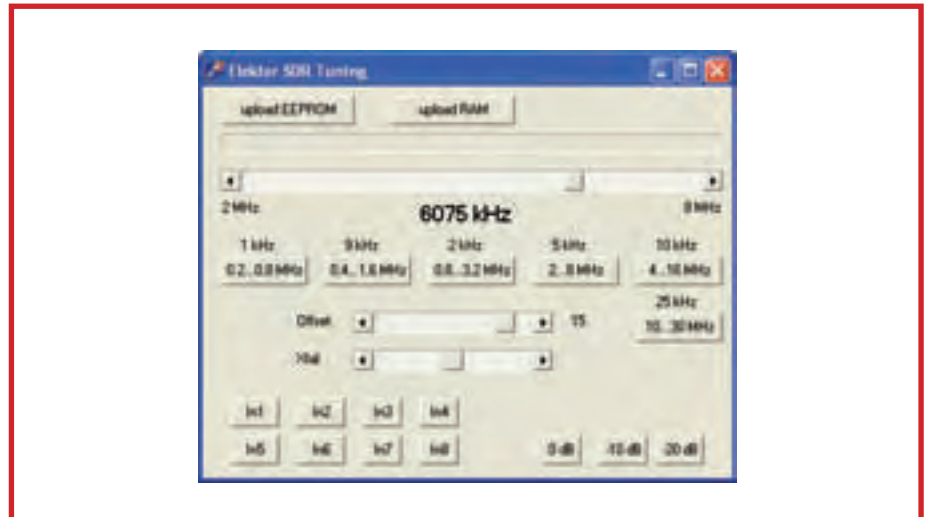 Elektor SDR Tuning
upload EEPROM upload RAM
2 MHz 8 MHz
6075 kHz
1 kHz 9 kHz 2 kHz 5 kHz 10 kHz
0.2..0.8 MHz 0.4..1.6 MHz 0.8..3.2 MHz 2..8 MHz 4..16 MHz
25 kHz
Offset 15 10..30 MHz
Xtal
In1 In2 In3 In4
In5 In6 In7 In8 0 dB -10 dB -20 dB